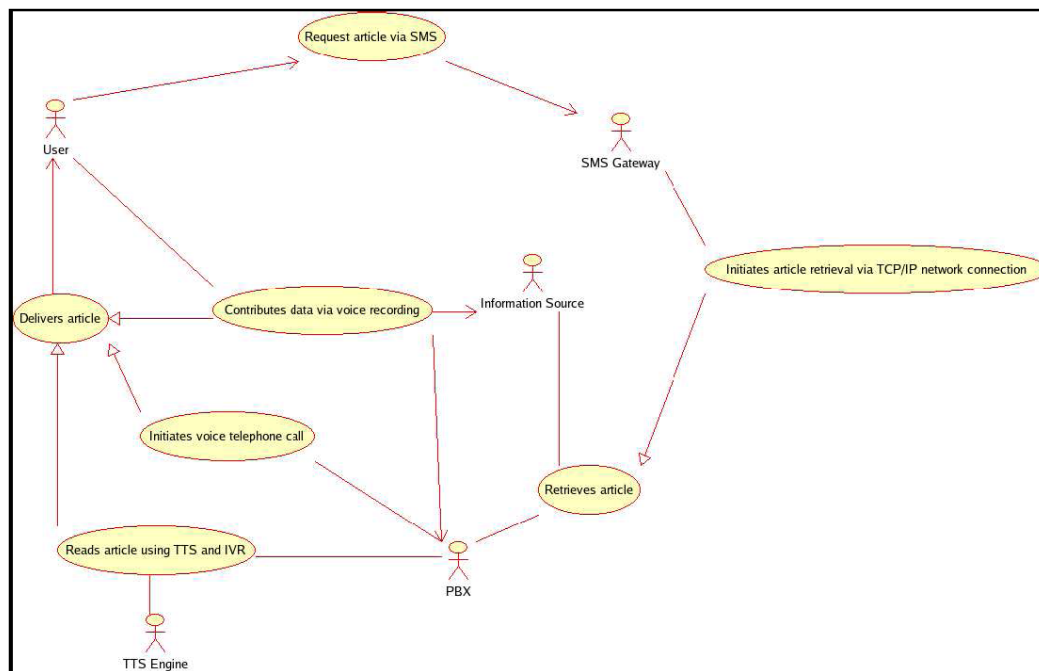 Request article via SMS
User
SMS Gateway
Initiates article retrieval via TCP/IP network connection
Information Source
Contributes data via voice recording
Delivers article
Initiates voice telephone call
Retrieves article
Reads article using TTS and IVR
PBX
TTS Engine